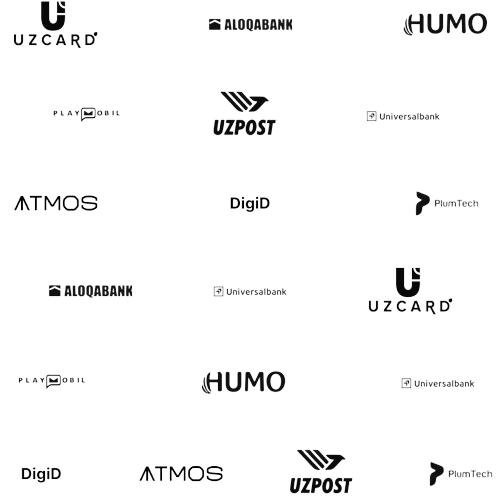 UZCARD
ALOQABANK
HUMO
PLAYMOBIL
UZPOST
Universalbank
ATMOS
DigiD
PlumTech
ALOQABANK
Universalbank
UZCARD
PLAYMOBIL
HUMO
Universalbank
DigiD
ATMOS
UZPOST
PlumTech